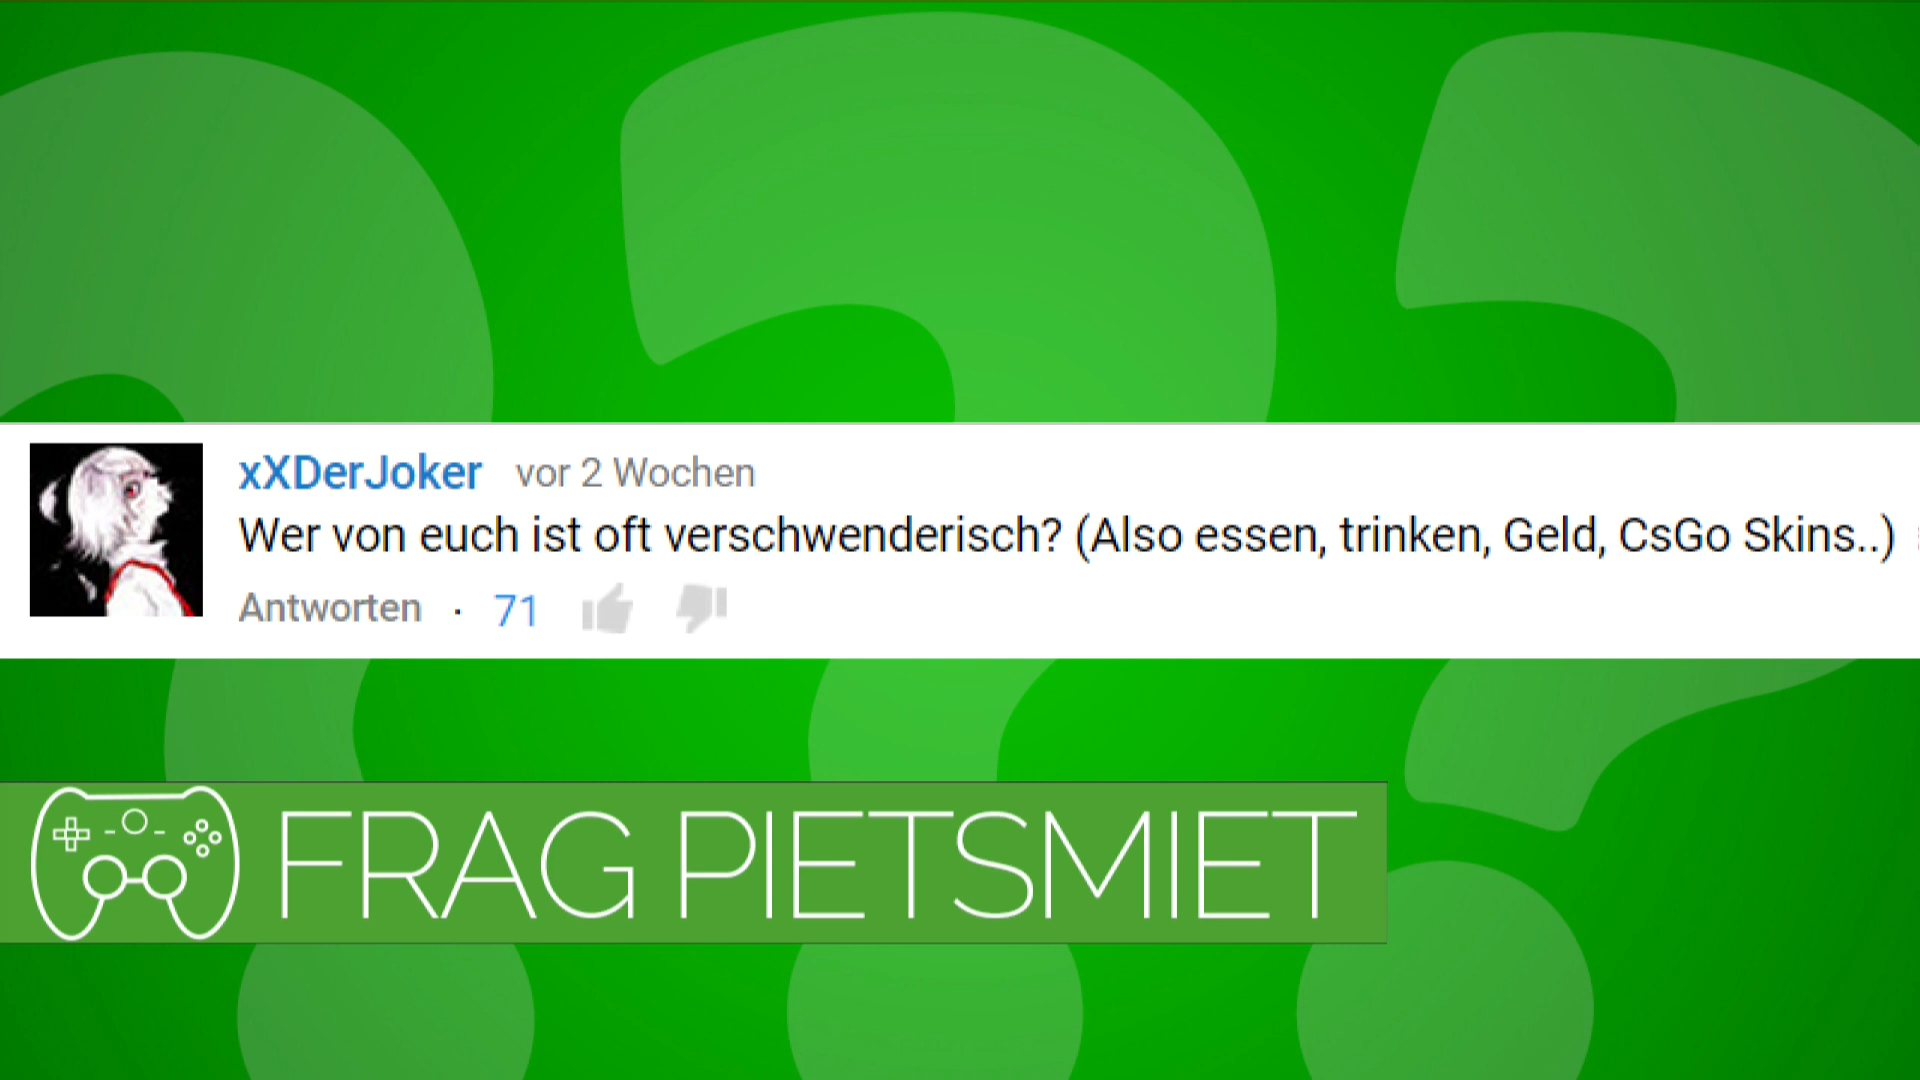 xXDerJoker vor 2 Wochen
Wer von euch ist oft verschwenderisch? (Also essen, trinken, Geld, CsGo Skins..)
Antworten · 71
FRAG PIETSMIET